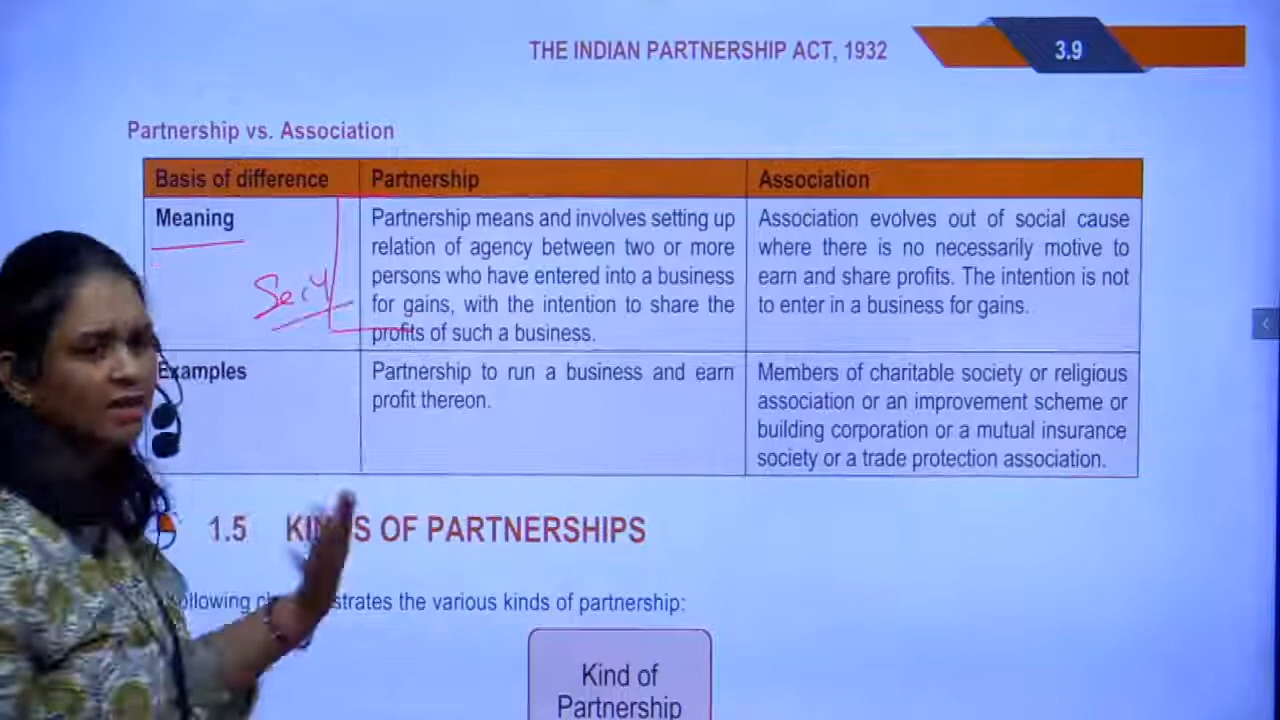 THE INDIAN PARTNERSHIP ACT, 1932
3.9
Partnership vs. Association
Basis of difference
Partnership
Association
Meaning
Partnership means and involves setting up
relation of agency between two or more
persons who have entered into a business
for gains, with the intention to share the
profits of such a business.
Association evolves out of social cause
where there is no necessarily motive to
earn and share profits. The intention is not
to enter in a business for gains.
Sec 4
Examples
Partnership to run a business and earn
profit thereon.
Members of charitable society or religious
association or an improvement scheme or
building corporation or a mutual insurance
society or a trade protection association.
1.5 KINDS OF PARTNERSHIPS
the various kinds of partnership:
Kind of
Partnership